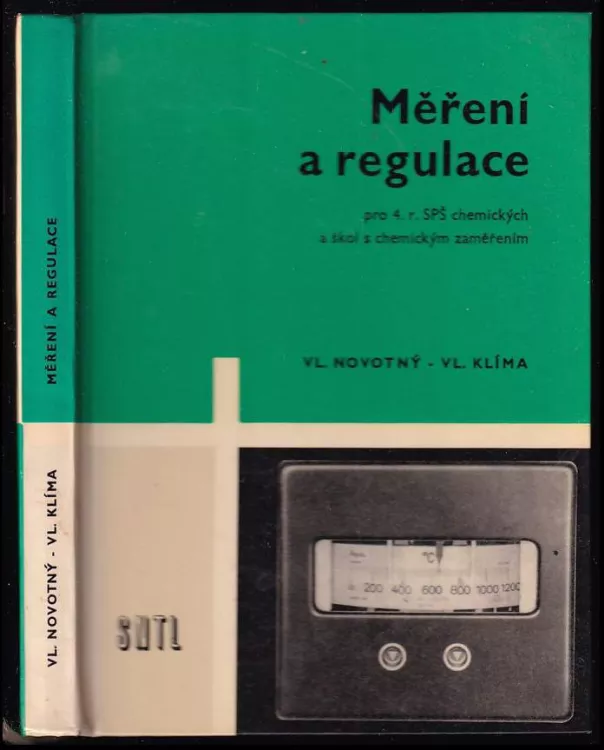 Měření
a regulace
pro 4. r. SPŠ chemických
a škol s chemickým zaměřením
VL. NOVOTNÝ - VL. KLÍMA
MĚŘENÍ A REGULACE
VL. NOVOTNÝ - VL. KLÍMA
SNTL
°C
200 400 600 800 1000 1200